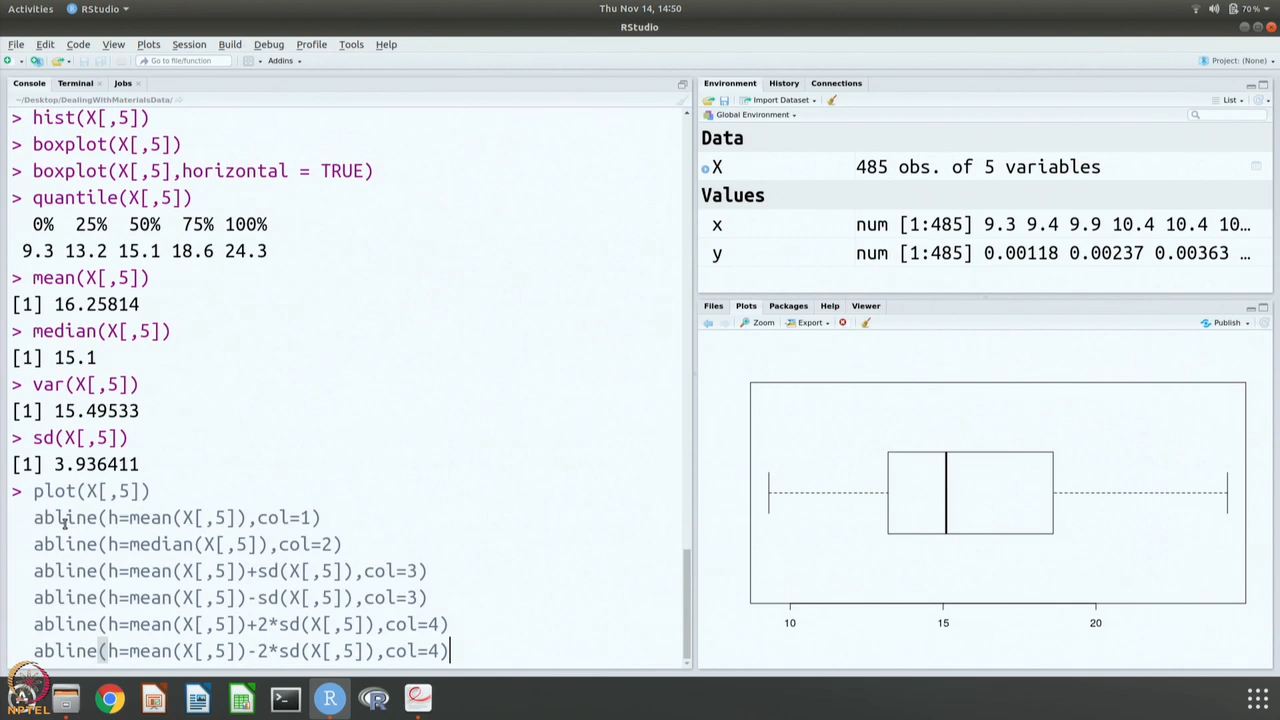 Activities RStudio Thu Nov 14, 14:50 70%
RStudio
File Edit Code View Plots Session Build Debug Profile Tools Help
Go to file/function Addins Project: (None)
Console Terminal Jobs
~/Desktop/DealingWithMaterialsData/
> hist(X[,5])
> boxplot(X[,5])
> boxplot(X[,5],horizontal = TRUE)
> quantile(X[,5])
0% 25% 50% 75% 100%
9.3 13.2 15.1 18.6 24.3
> mean(X[,5])
[1] 16.25814
> median(X[,5])
[1] 15.1
> var(X[,5])
[1] 15.49533
> sd(X[,5])
[1] 3.936411
> plot(X[,5])
abline(h=mean(X[,5]),col=1)
abline(h=median(X[,5]),col=2)
abline(h=mean(X[,5])+sd(X[,5]),col=3)
abline(h=mean(X[,5])-sd(X[,5]),col=3)
abline(h=mean(X[,5])+2*sd(X[,5]),col=4)
abline(h=mean(X[,5])-2*sd(X[,5]),col=4)
Environment History Connections
Import Dataset List
Global Environment
Data
X 485 obs. of 5 variables
Values
x num [1:485] 9.3 9.4 9.9 10.4 10.4 10...
y num [1:485] 0.00118 0.00237 0.00363 ...
Files Plots Packages Help Viewer
Zoom Export Publish
10 15 20
NPTEL